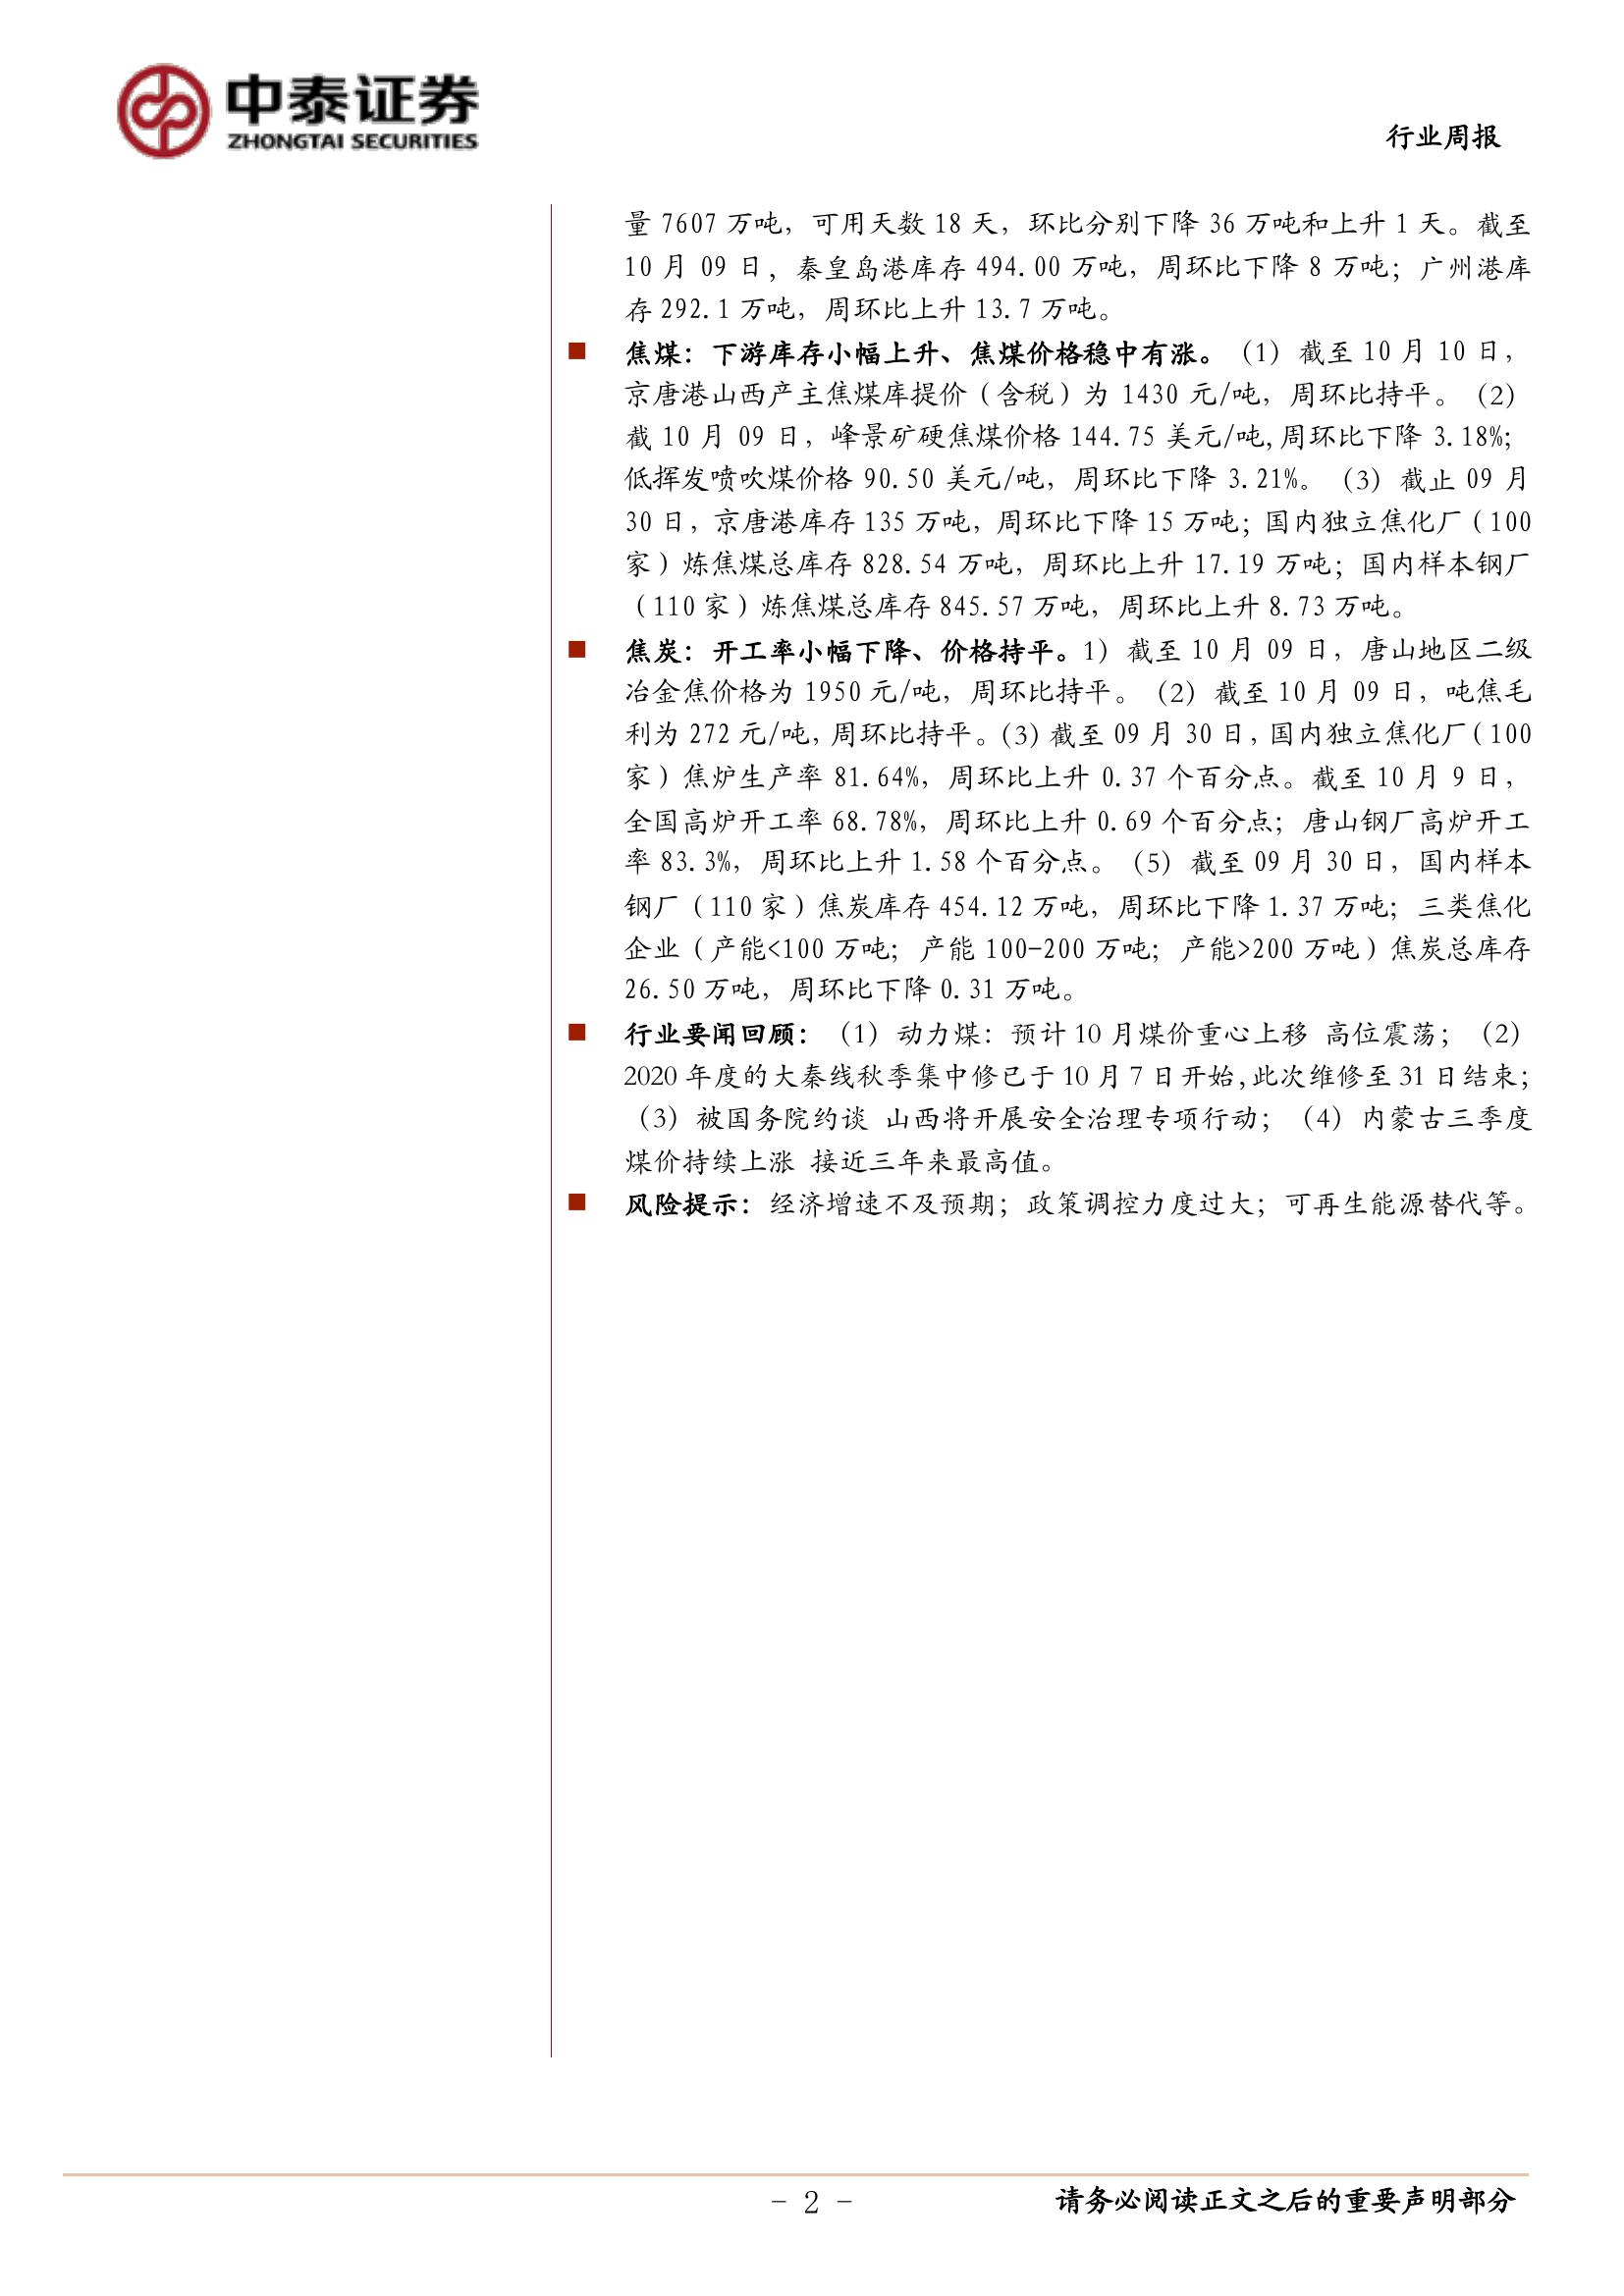 中泰证券
ZHONGTAI SECURITIES
行业周报
量 7607 万吨，可用天数 18 天，环比分别下降 36 万吨和上升 1 天。截至
10 月 09 日，秦皇岛港库存 494.00 万吨，周环比下降 8 万吨；广州港库
存 292.1 万吨，周环比上升 13.7 万吨。
■ 焦煤：下游库存小幅上升、焦煤价格稳中有涨。（1）截至 10 月 10 日，
京唐港山西产主焦煤库提价（含税）为 1430 元/吨，周环比持平。（2）
截 10 月 09 日，峰景矿硬焦煤价格 144.75 美元/吨,周环比下降 3.18%；
低挥发喷吹煤价格 90.50 美元/吨，周环比下降 3.21%。（3）截止 09 月
30 日，京唐港库存 135 万吨，周环比下降 15 万吨；国内独立焦化厂（100
家）炼焦煤总库存 828.54 万吨，周环比上升 17.19 万吨；国内样本钢厂
（110 家）炼焦煤总库存 845.57 万吨，周环比上升 8.73 万吨。
■ 焦炭：开工率小幅下降、价格持平。1）截至 10 月 09 日，唐山地区二级
冶金焦价格为 1950 元/吨，周环比持平。（2）截至 10 月 09 日，吨焦毛
利为 272 元/吨，周环比持平。（3）截至 09 月 30 日，国内独立焦化厂（100
家）焦炉生产率 81.64%，周环比上升 0.37 个百分点。截至 10 月 9 日，
全国高炉开工率 68.78%，周环比上升 0.69 个百分点；唐山钢厂高炉开工
率 83.3%，周环比上升 1.58 个百分点。（5）截至 09 月 30 日，国内样本
钢厂（110 家）焦炭库存 454.12 万吨，周环比下降 1.37 万吨；三类焦化
企业（产能<100 万吨；产能 100-200 万吨；产能>200 万吨）焦炭总库存
26.50 万吨，周环比下降 0.31 万吨。
■ 行业要闻回顾：（1）动力煤：预计 10 月煤价重心上移 高位震荡；（2）
2020 年度的大秦线秋季集中修已于 10 月 7 日开始,此次维修至 31 日结束；
（3）被国务院约谈 山西将开展安全治理专项行动；（4）内蒙古三季度
煤价持续上涨 接近三年来最高值。
■ 风险提示：经济增速不及预期；政策调控力度过大；可再生能源替代等。
- 2 -
请务必阅读正文之后的重要声明部分